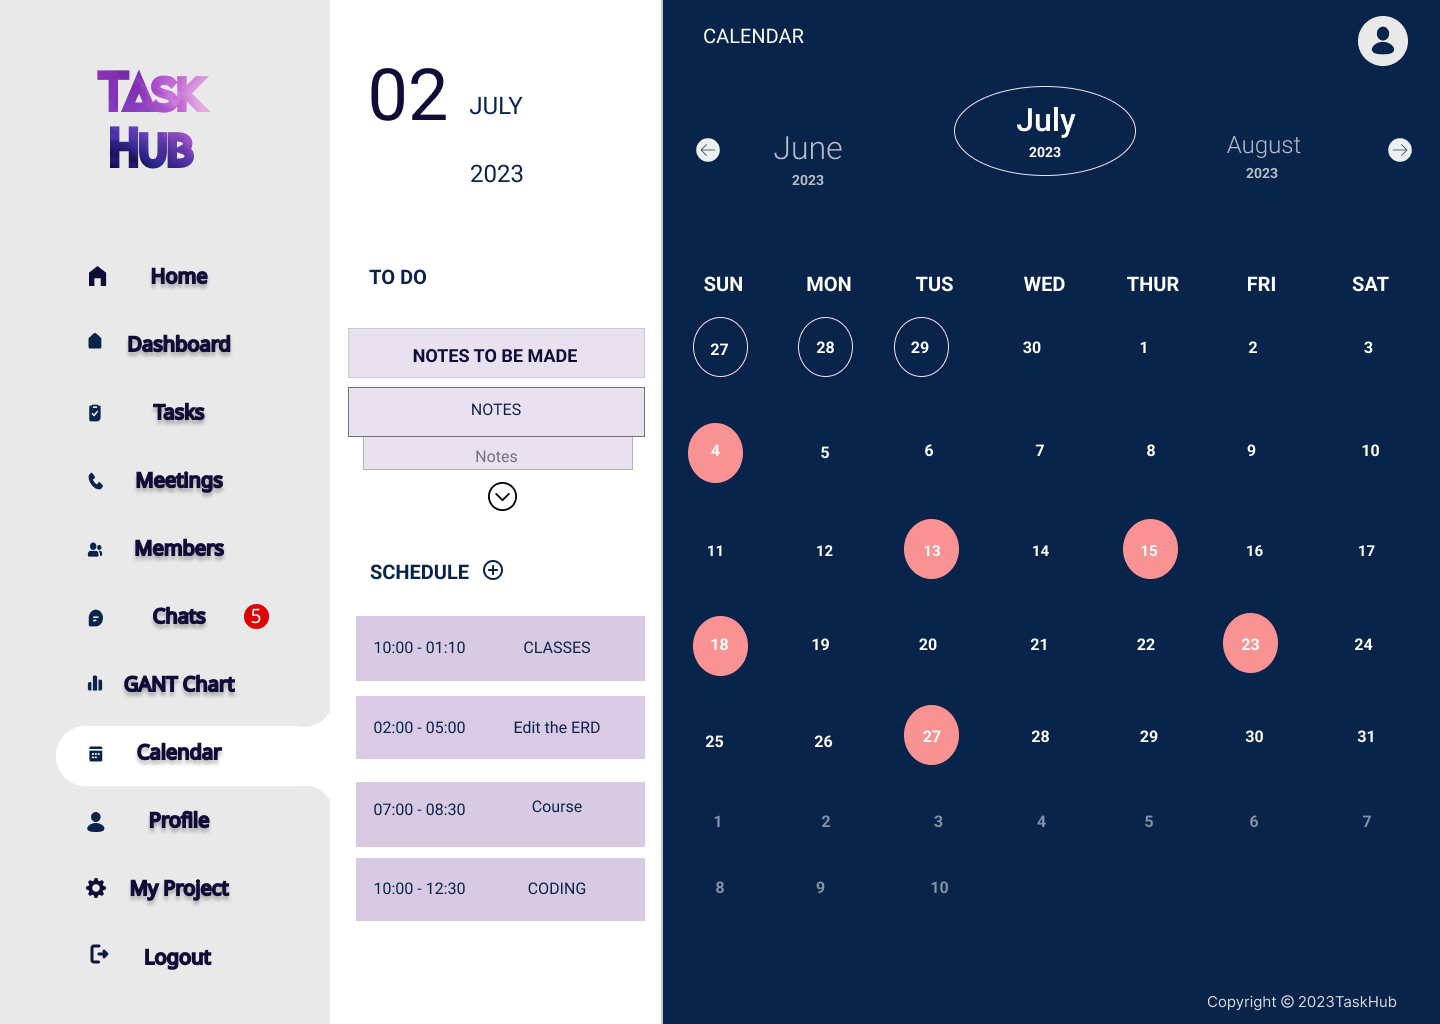 TASK
HUB
Home
Dashboard
Tasks
Meetings
Members
Chats 5
GANT Chart
Calendar
Profile
My Project
Logout
02 JULY
2023
TO DO
NOTES TO BE MADE
NOTES
Notes
SCHEDULE
10:00 - 01:10 CLASSES
02:00 - 05:00 Edit the ERD
07:00 - 08:30 Course
10:00 - 12:30 CODING
CALENDAR
June
2023
July
2023
August
2023
SUN MON TUS WED THUR FRI SAT
27 28 29 30 1 2 3
4 5 6 7 8 9 10
11 12 13 14 15 16 17
18 19 20 21 22 23 24
25 26 27 28 29 30 31
1 2 3 4 5 6 7
8 9 10
Copyright © 2023TaskHub